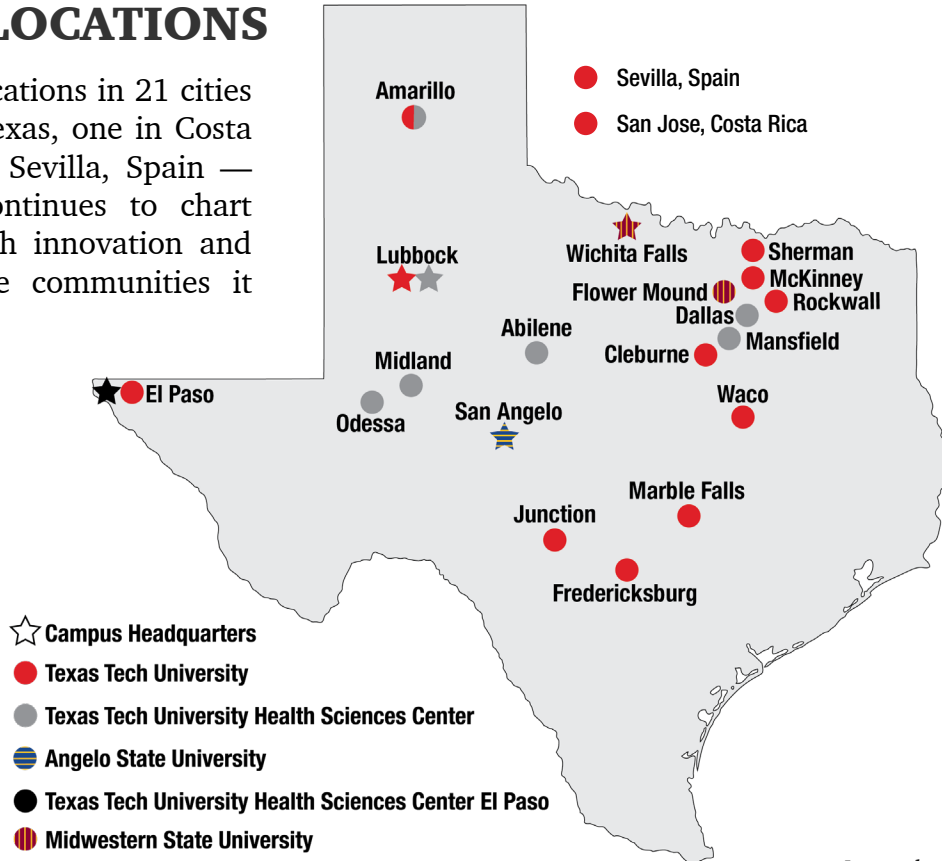 LOCATIONS
cations in 21 cities
exas, one in Costa
Sevilla, Spain —
ontinues to chart
h innovation and
e communities it
Amarillo
Sevilla, Spain
San Jose, Costa Rica
Lubbock
Wichita Falls
Sherman
McKinney
Flower Mound
Rockwall
Dallas
Abilene
Mansfield
Cleburne
Midland
El Paso
Waco
San Angelo
Odessa
Marble Falls
Junction
Fredericksburg
Campus Headquarters
Texas Tech University
Texas Tech University Health Sciences Center
Angelo State University
Texas Tech University Health Sciences Center El Paso
Midwestern State University